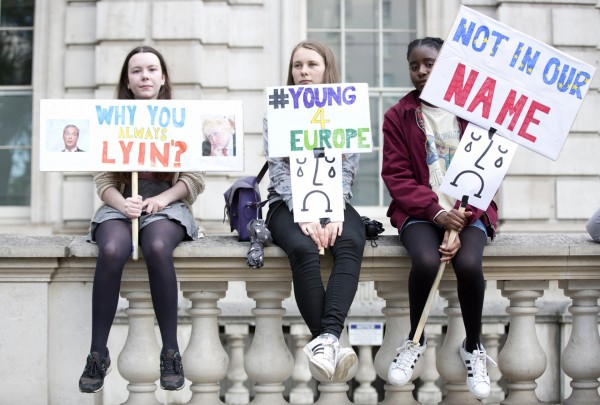 WHY YOU
ALWAYS
LYIN'?
#YOUNG
4
EUROPE
NOT IN OUR
NAME